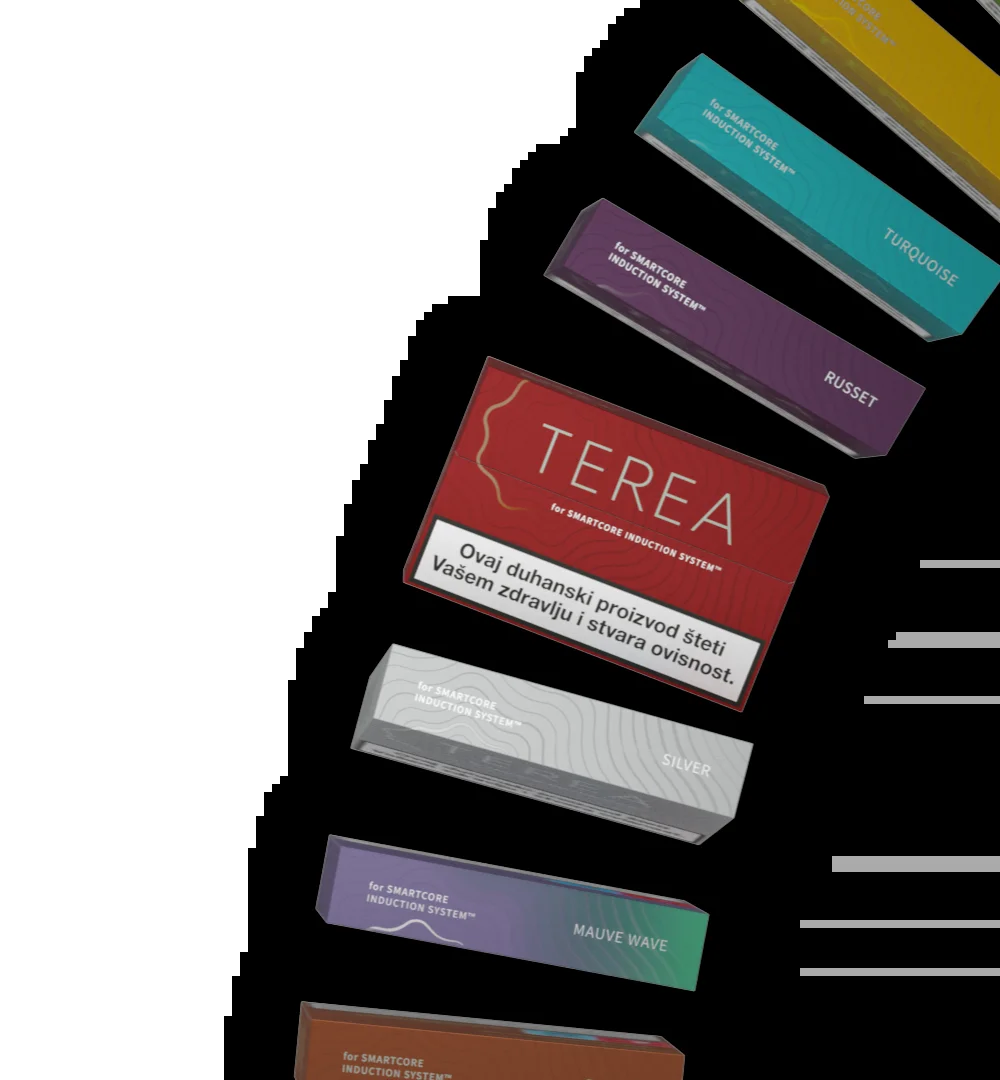 for SMARTCORE
INDUCTION SYSTEM™
TURQUOISE
for SMARTCORE
INDUCTION SYSTEM™
RUSSET
TEREA
for SMARTCORE INDUCTION SYSTEM™
Ovaj duhanski proizvod šteti
Vašem zdravlju i stvara ovisnost.
for SMARTCORE
INDUCTION SYSTEM™
SILVER
TEREA
for SMARTCORE
INDUCTION SYSTEM™
MAUVE WAVE
for SMARTCORE
INDUCTION SYSTEM™